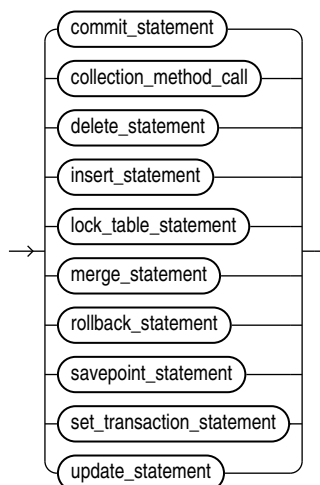 commit_statement
collection_method_call
delete_statement
insert_statement
lock_table_statement
merge_statement
rollback_statement
savepoint_statement
set_transaction_statement
update_statement